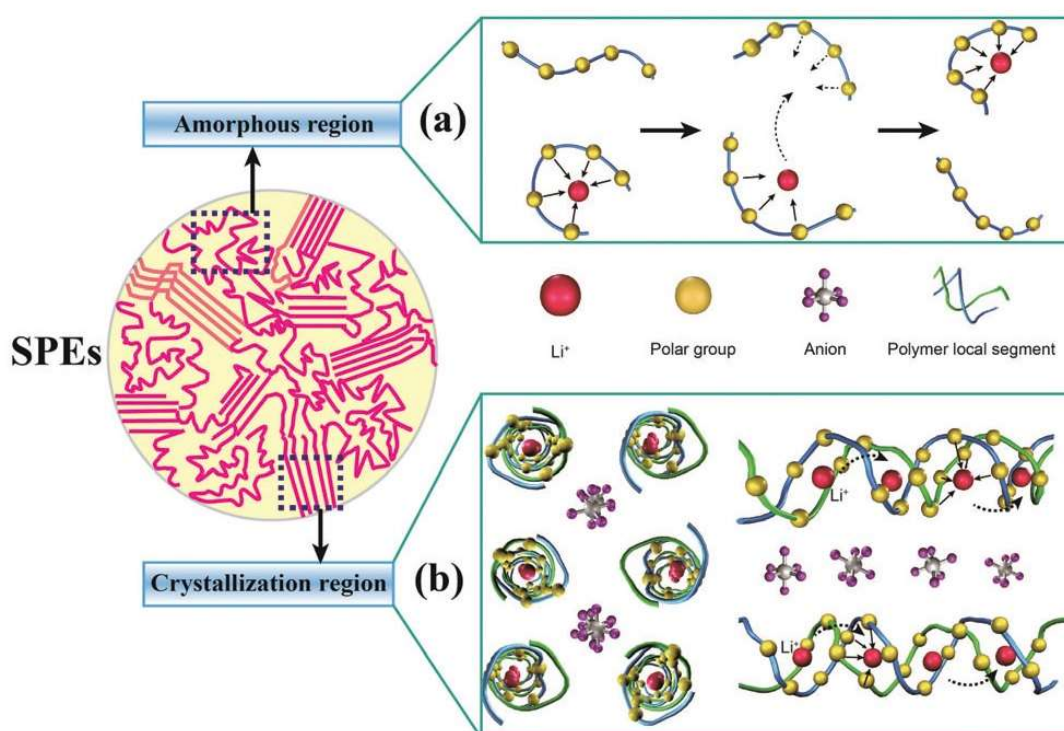 Amorphous region
(a)
SPEs
Li⁺
Polar group
Anion
Polymer local segment
Crystallization region
(b)
Li⁺
Li⁺